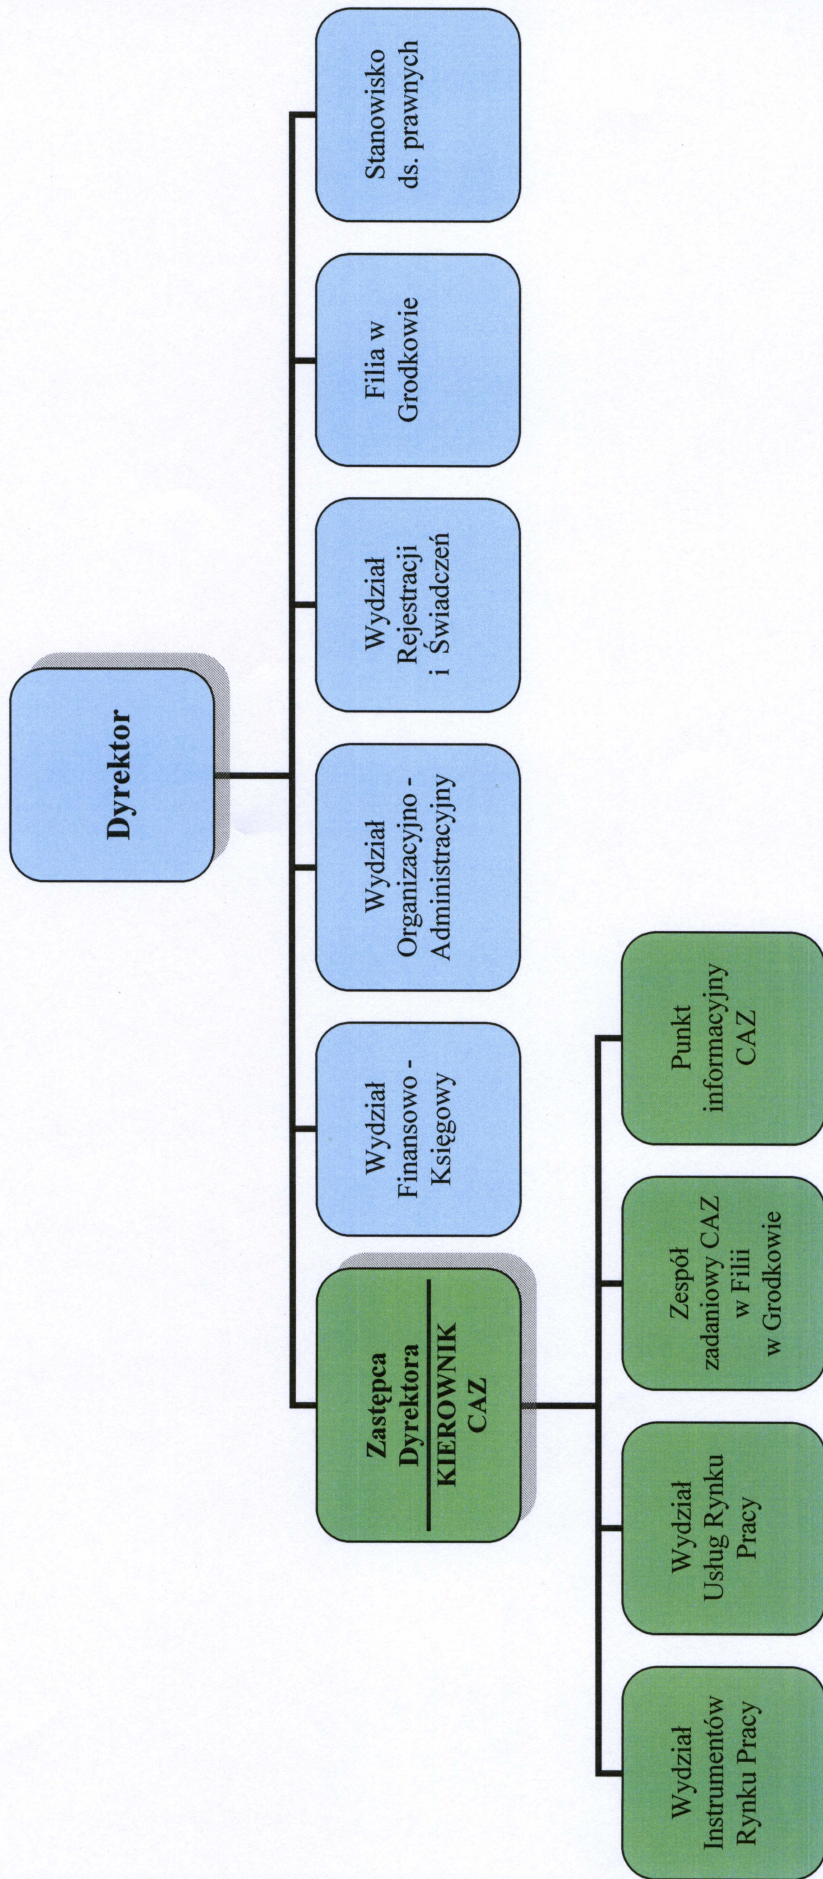 Dyrektor
Zastępca
Dyrektora
KIEROWNIK
CAZ
Wydział
Finansowo -
Księgowy
Wydział
Organizacyjno -
Administracyjny
Wydział
Rejestracji
i Świadczeń
Filia w
Grodkowie
Stanowisko
ds. prawnych
Wydział
Instrumentów
Rynku Pracy
Wydział
Usług Rynku
Pracy
Zespół
zadaniowy CAZ
w Filii
w Grodkowie
Punkt
informacyjny
CAZ